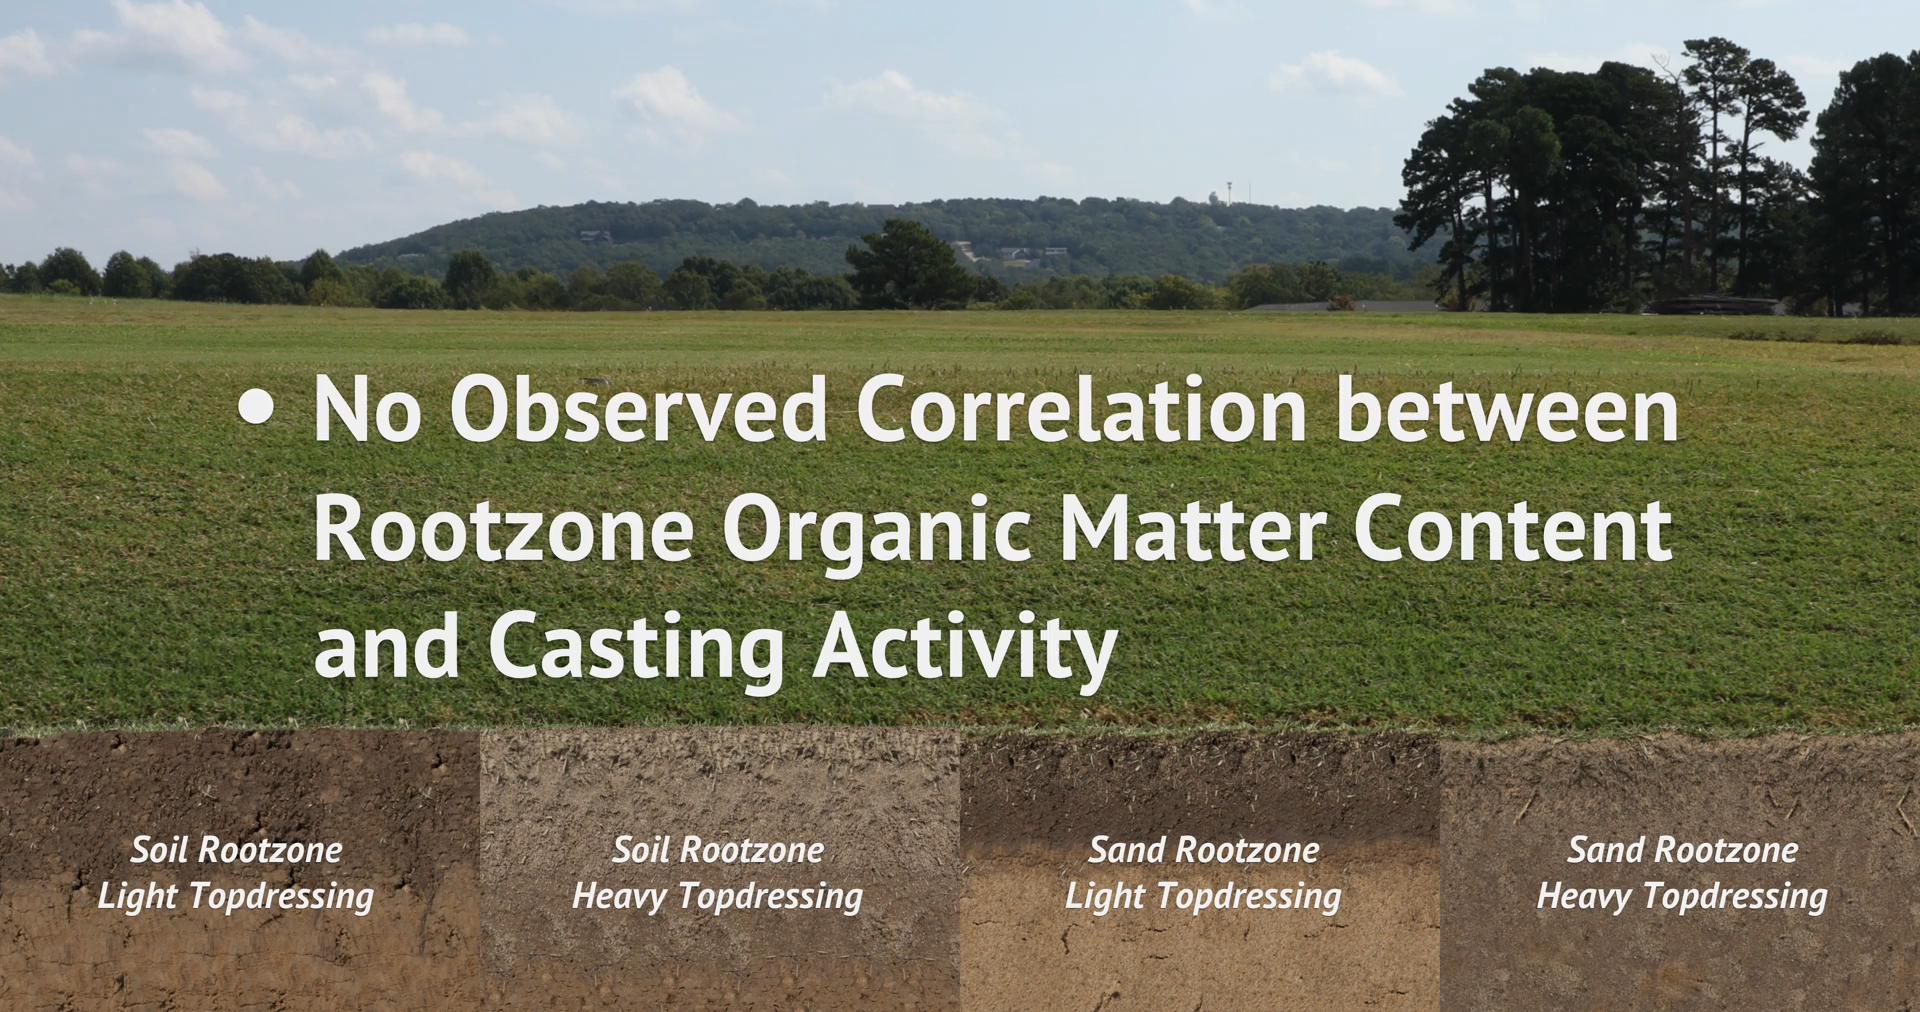 • No Observed Correlation between
Rootzone Organic Matter Content
and Casting Activity
Soil Rootzone
Light Topdressing
Soil Rootzone
Heavy Topdressing
Sand Rootzone
Light Topdressing
Sand Rootzone
Heavy Topdressing